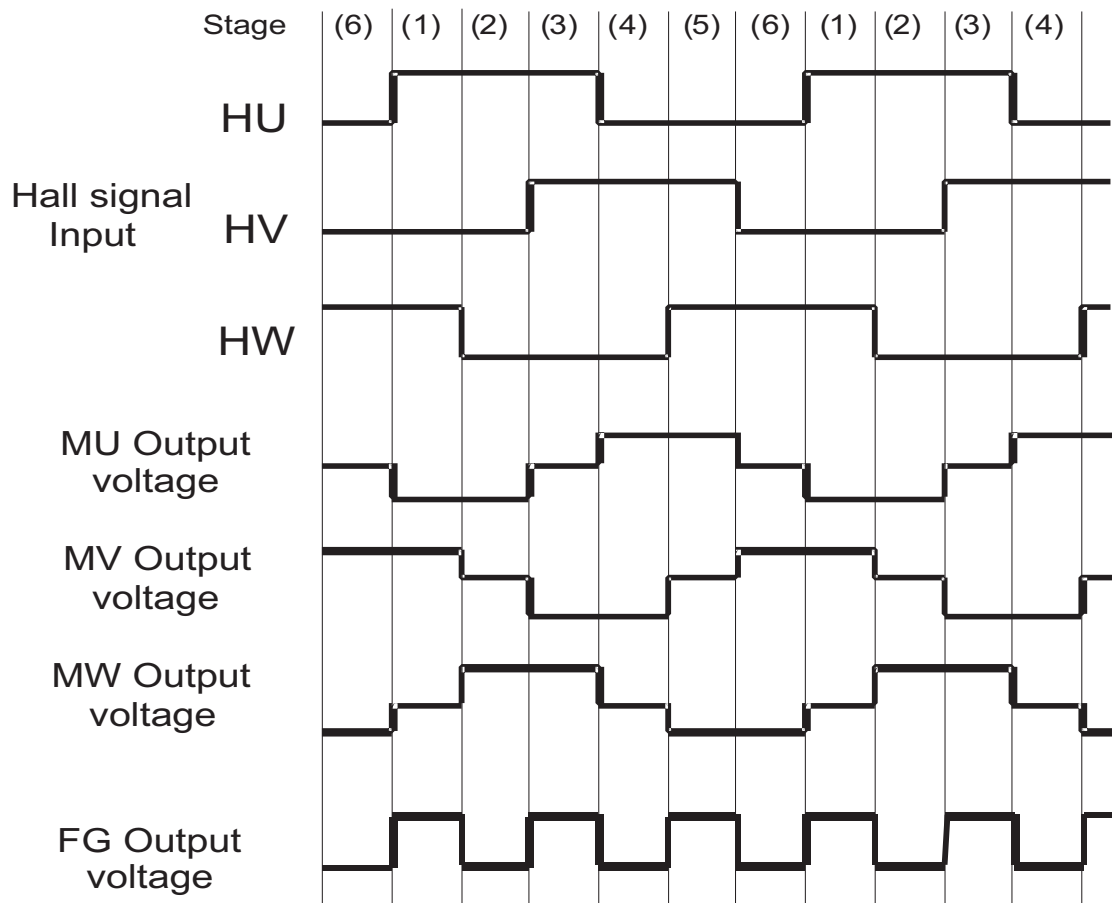 Stage (6) (1) (2) (3) (4) (5) (6) (1) (2) (3) (4)
HU
Hall signal
Input
HV
HW
MU Output
voltage
MV Output
voltage
MW Output
voltage
FG Output
voltage